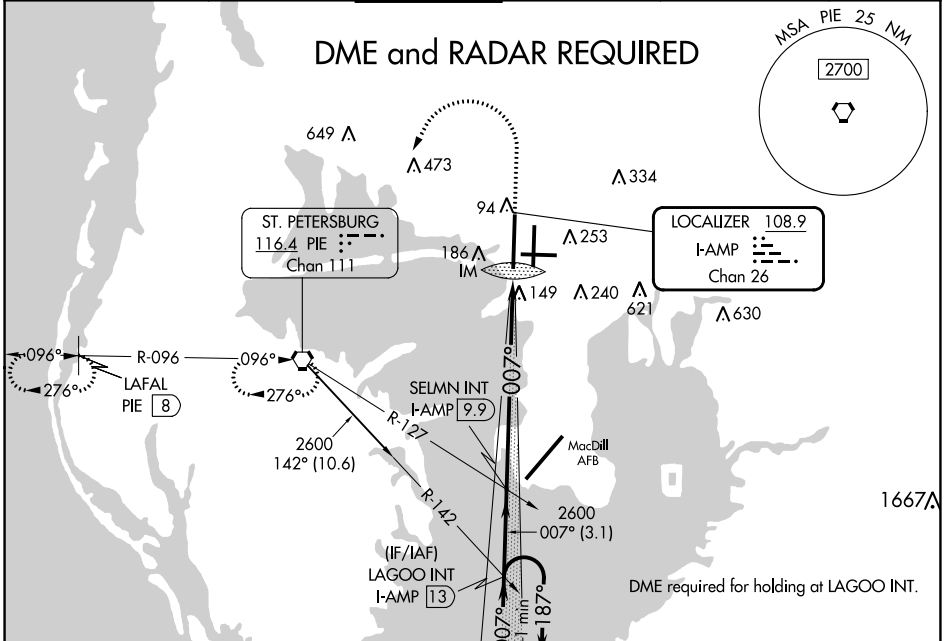 DME and RADAR REQUIRED
MSA PIE 25 NM
2700
649
473
334
94
ST. PETERSBURG
116.4 PIE
Chan 111
LOCALIZER 108.9
I-AMP
Chan 26
186
IM
253
149
240
621
630
096°
R-096
096°
276°
LAFAL
PIE 8
276°
007°
SELMN INT
I-AMP 9.9
R-127
2600
142° (10.6)
MacDill
AFB
R-142
1667
2600
007° (3.1)
(IF/IAF)
LAGOO INT
I-AMP 13
DME required for holding at LAGOO INT.
007°
1 min
187°